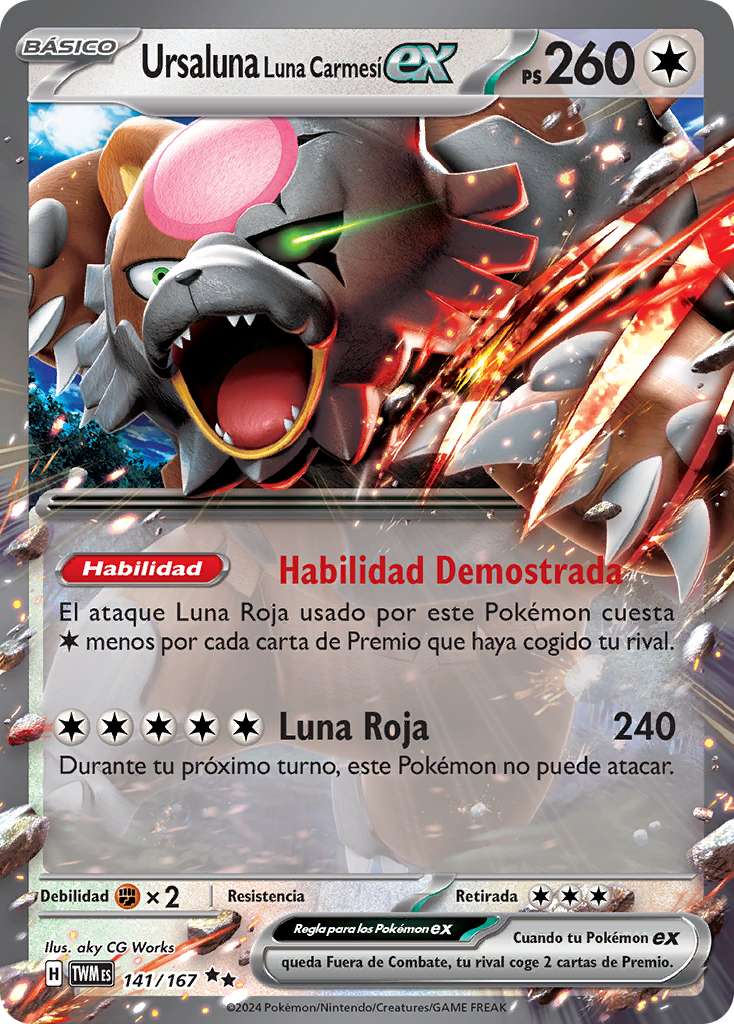 BÁSICO
Ursaluna Luna Carmesí ex PS 260
Habilidad Habilidad Demostrada
El ataque Luna Roja usado por este Pokémon cuesta
menos por cada carta de Premio que haya cogido tu rival.
Luna Roja 240
Durante tu próximo turno, este Pokémon no puede atacar.
Debilidad ×2 Resistencia Retirada
Ilus. aky CG Works
Regla para los Pokémon ex Cuando tu Pokémon ex
queda Fuera de Combate, tu rival coge 2 cartas de Premio.
H TWM ES 141/167
©2024 Pokémon/Nintendo/Creatures/GAME FREAK